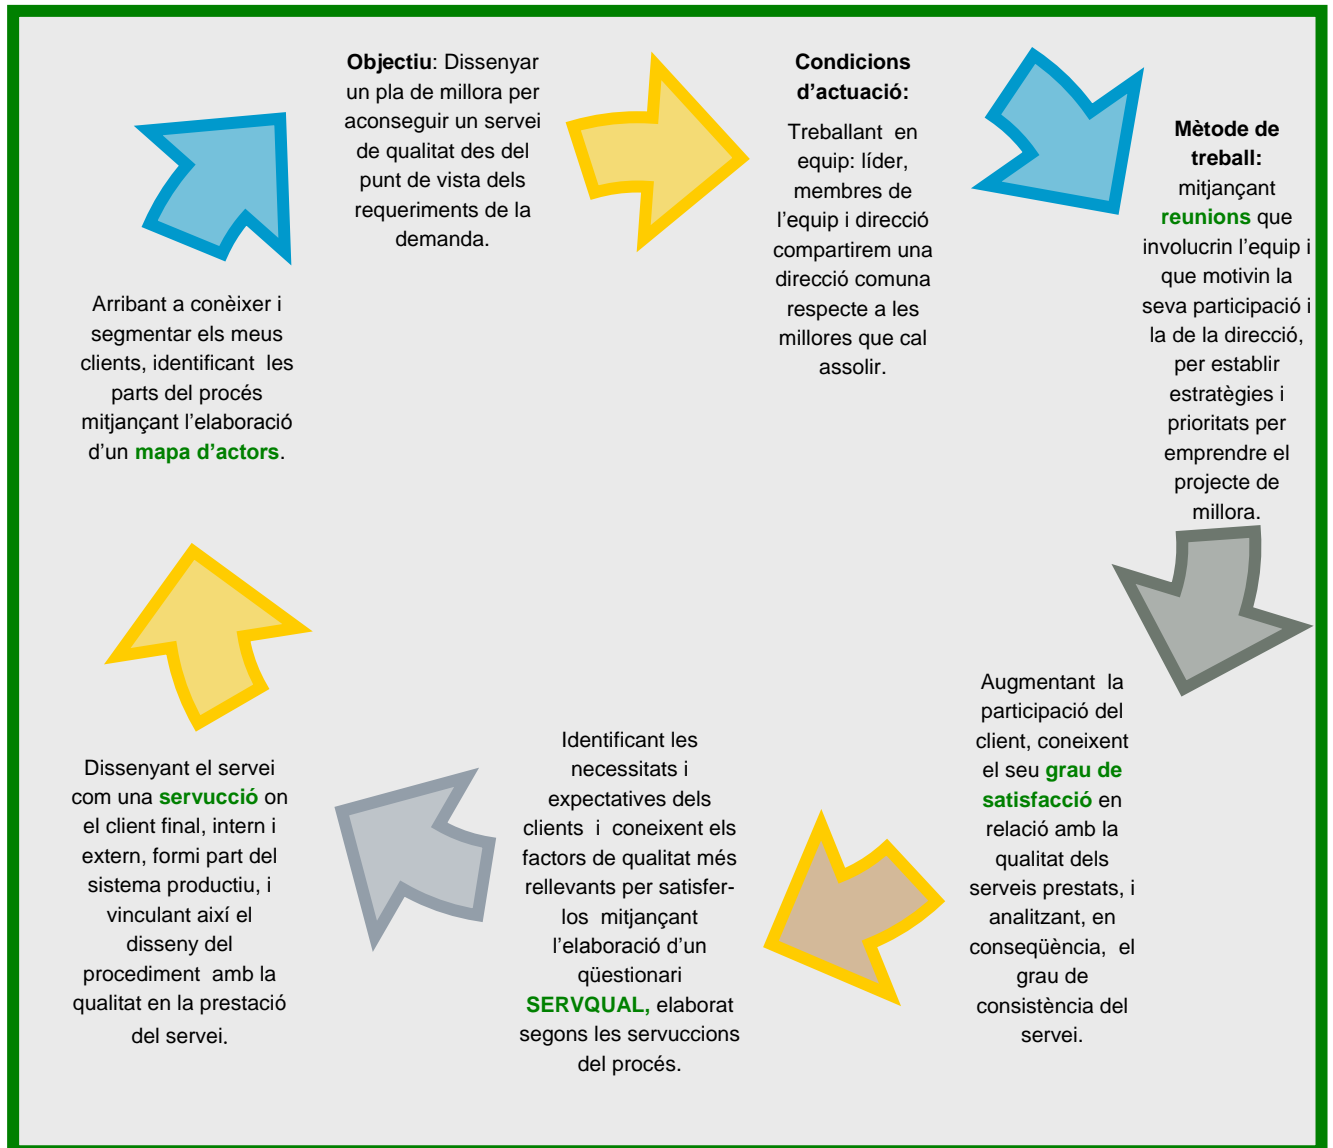 Objectiu: Dissenyar
un pla de millora per
aconseguir un servei
de qualitat des del
punt de vista dels
requeriments de la
demanda.
Condicions
d’actuació:
Treballant en
equip: líder,
membres de
l’equip i direcció
compartirem una
direcció comuna
respecte a les
millores que cal
assolir.
Mètode de
treball:
mitjançant
reunions que
involucrin l’equip i
que motivin la
seva participació i
la de la direcció,
per establir
estratègies i
prioritats per
emprendre el
projecte de
millora.
Augmentant la
participació del
client, coneixent
el seu grau de
satisfacció en
relació amb la
qualitat dels
serveis prestats, i
analitzant, en
conseqüència, el
grau de
consistència del
servei.
Identificant les
necessitats i
expectatives dels
clients i coneixent els
factors de qualitat més
rellevants per satisfer-
los mitjançant
l’elaboració d’un
qüestionari
SERVQUAL, elaborat
segons les servuccions
del procés.
Dissenyant el servei
com una servucció on
el client final, intern i
extern, formi part del
sistema productiu, i
vinculant així el
disseny del
procediment amb la
qualitat en la prestació
del servei.
Arribant a conèixer i
segmentar els meus
clients, identificant les
parts del procés
mitjançant l’elaboració
d’un mapa d’actors.